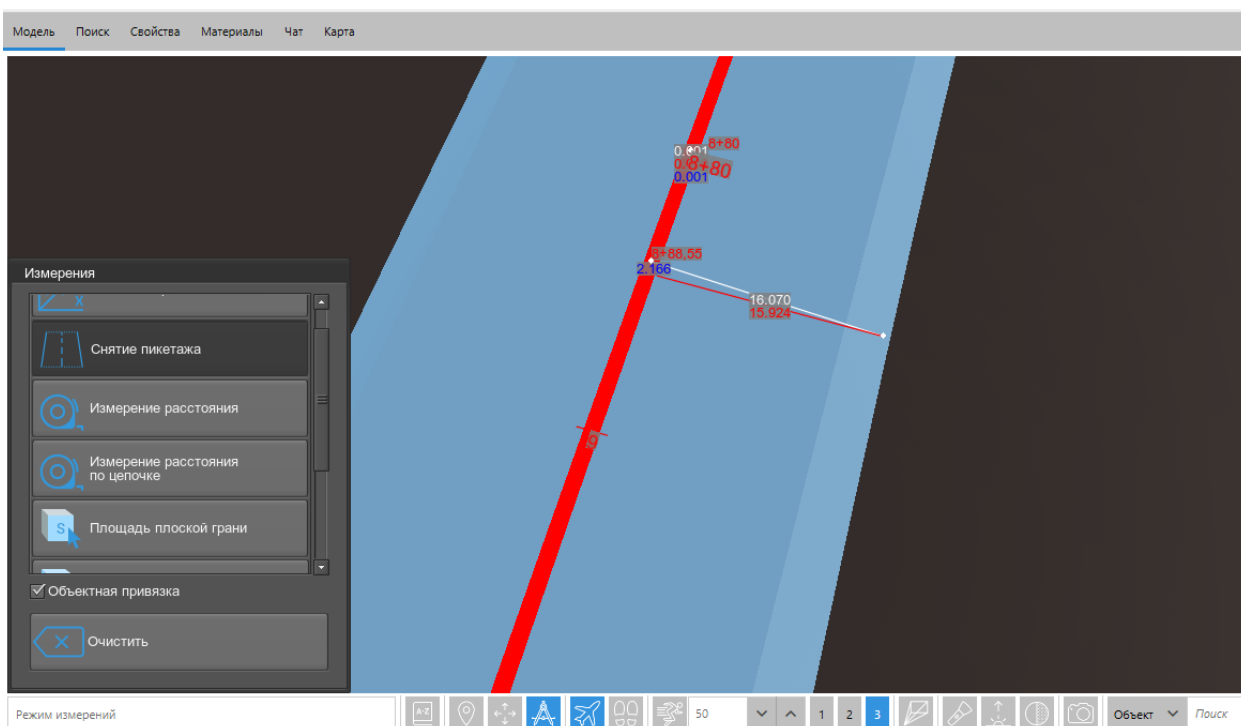 Модель Поиск Свойства Материалы Чат Карта
8+80
0.001
8+80
0.001
8+88,55
2.166
16.070
15.924
9
Измерения
X
Снятие пикетажа
Измерение расстояния
Измерение расстояния
по цепочке
S
Площадь плоской грани
Объектная привязка
Очистить
Режим измерений
A-Z
50
1 2 3
Объект
Поиск